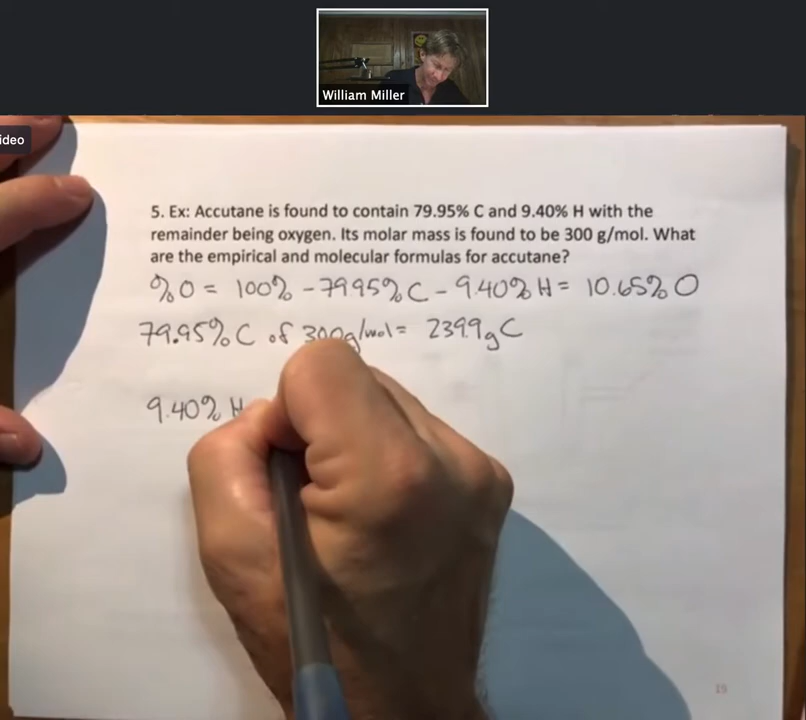 William Miller
ideo
5. Ex: Accutane is found to contain 79.95% C and 9.40% H with the
remainder being oxygen. Its molar mass is found to be 300 g/mol. What
are the empirical and molecular formulas for accutane?
%O = 100% - 79.95% C - 9.40% H = 10.65% O
79.95% C of 300g/mol = 239.9 g C
9.40% H
15